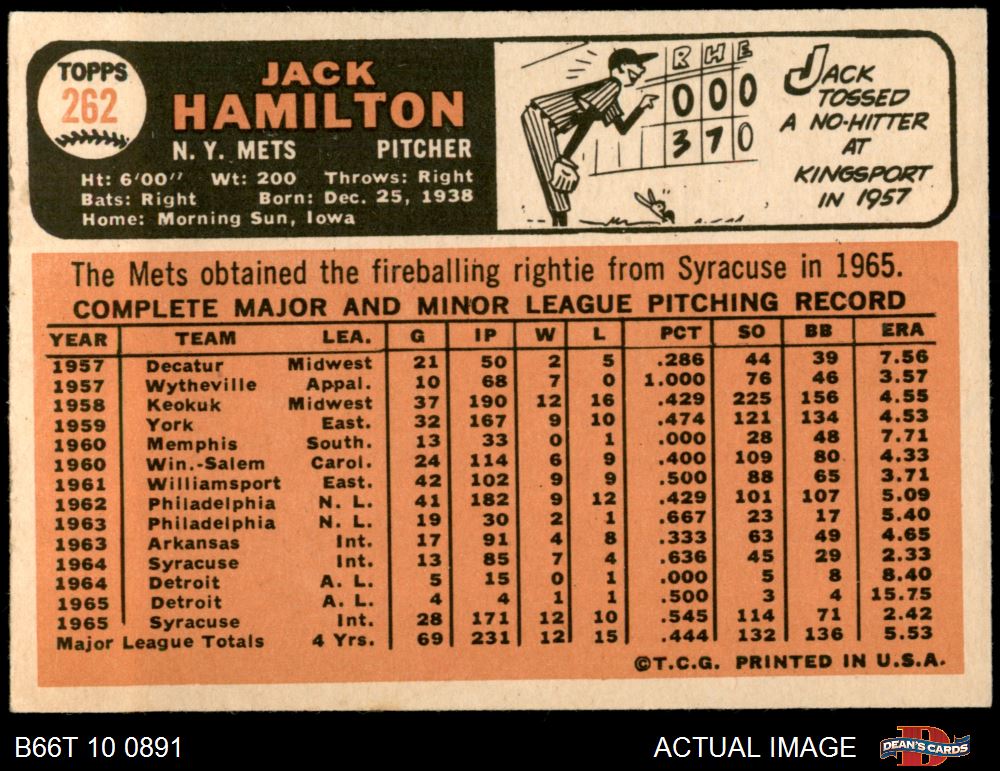 TOPPS
262
JACK
HAMILTON
N. Y. METS PITCHER
Ht: 6'00" Wt: 200 Throws: Right
Bats: Right Born: Dec. 25, 1938
Home: Morning Sun, Iowa
R H E
0 0 0
3 7 0
JACK
TOSSED
A NO-HITTER
AT
KINGSPORT
IN 1957
The Mets obtained the fireballing rightie from Syracuse in 1965.
COMPLETE MAJOR AND MINOR LEAGUE PITCHING RECORD
YEAR TEAM LEA. G IP W L PCT SO BB ERA
1957 Decatur Midwest 21 50 2 5 .286 44 39 7.56
1957 Wytheville Appal. 10 68 7 0 1.000 76 46 3.57
1958 Keokuk Midwest 37 190 12 16 .429 225 156 4.55
1959 York East. 32 167 9 10 .474 121 134 4.53
1960 Memphis South. 13 33 0 1 .000 28 48 7.71
1960 Win.-Salem Carol. 24 114 6 9 .400 109 80 4.33
1961 Williamsport East. 42 102 9 9 .500 88 65 3.71
1962 Philadelphia N. L. 41 182 9 12 .429 101 107 5.09
1963 Philadelphia N. L. 19 30 2 1 .667 23 17 5.40
1963 Arkansas Int. 17 91 4 8 .333 63 49 4.65
1964 Syracuse Int. 13 85 7 4 .636 45 29 2.33
1964 Detroit A. L. 5 15 0 1 .000 5 8 8.40
1965 Detroit A. L. 4 4 1 1 .500 3 4 15.75
1965 Syracuse Int. 28 171 12 10 .545 114 71 2.42
Major League Totals 4 Yrs. 69 231 12 15 .444 132 136 5.53
©T.C.G. PRINTED IN U.S.A.
B66T 10 0891 ACTUAL IMAGE DEAN'S CARDS